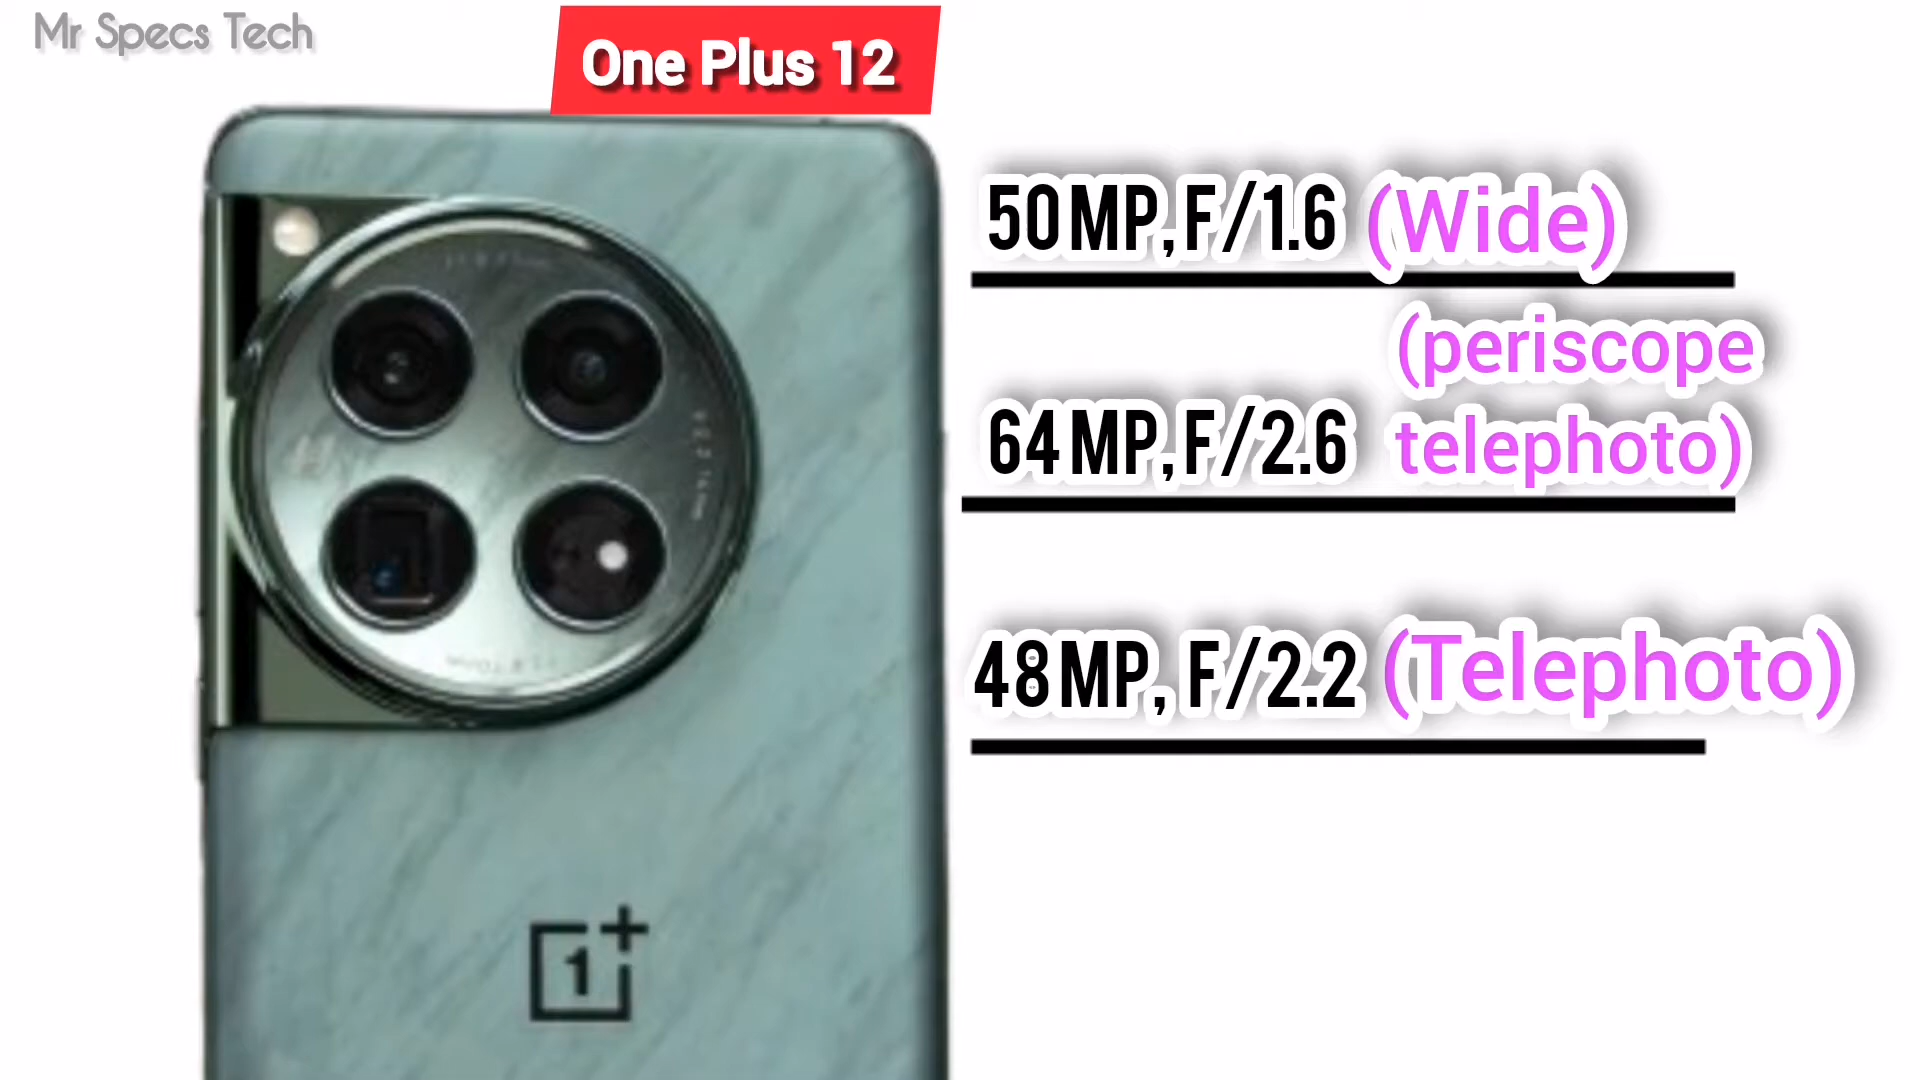 Mr Specs Tech
One Plus 12
50MP, F/1.6 (Wide)
(periscope
64MP, F/2.6 telephoto)
48MP, F/2.2 (Telephoto)
1+